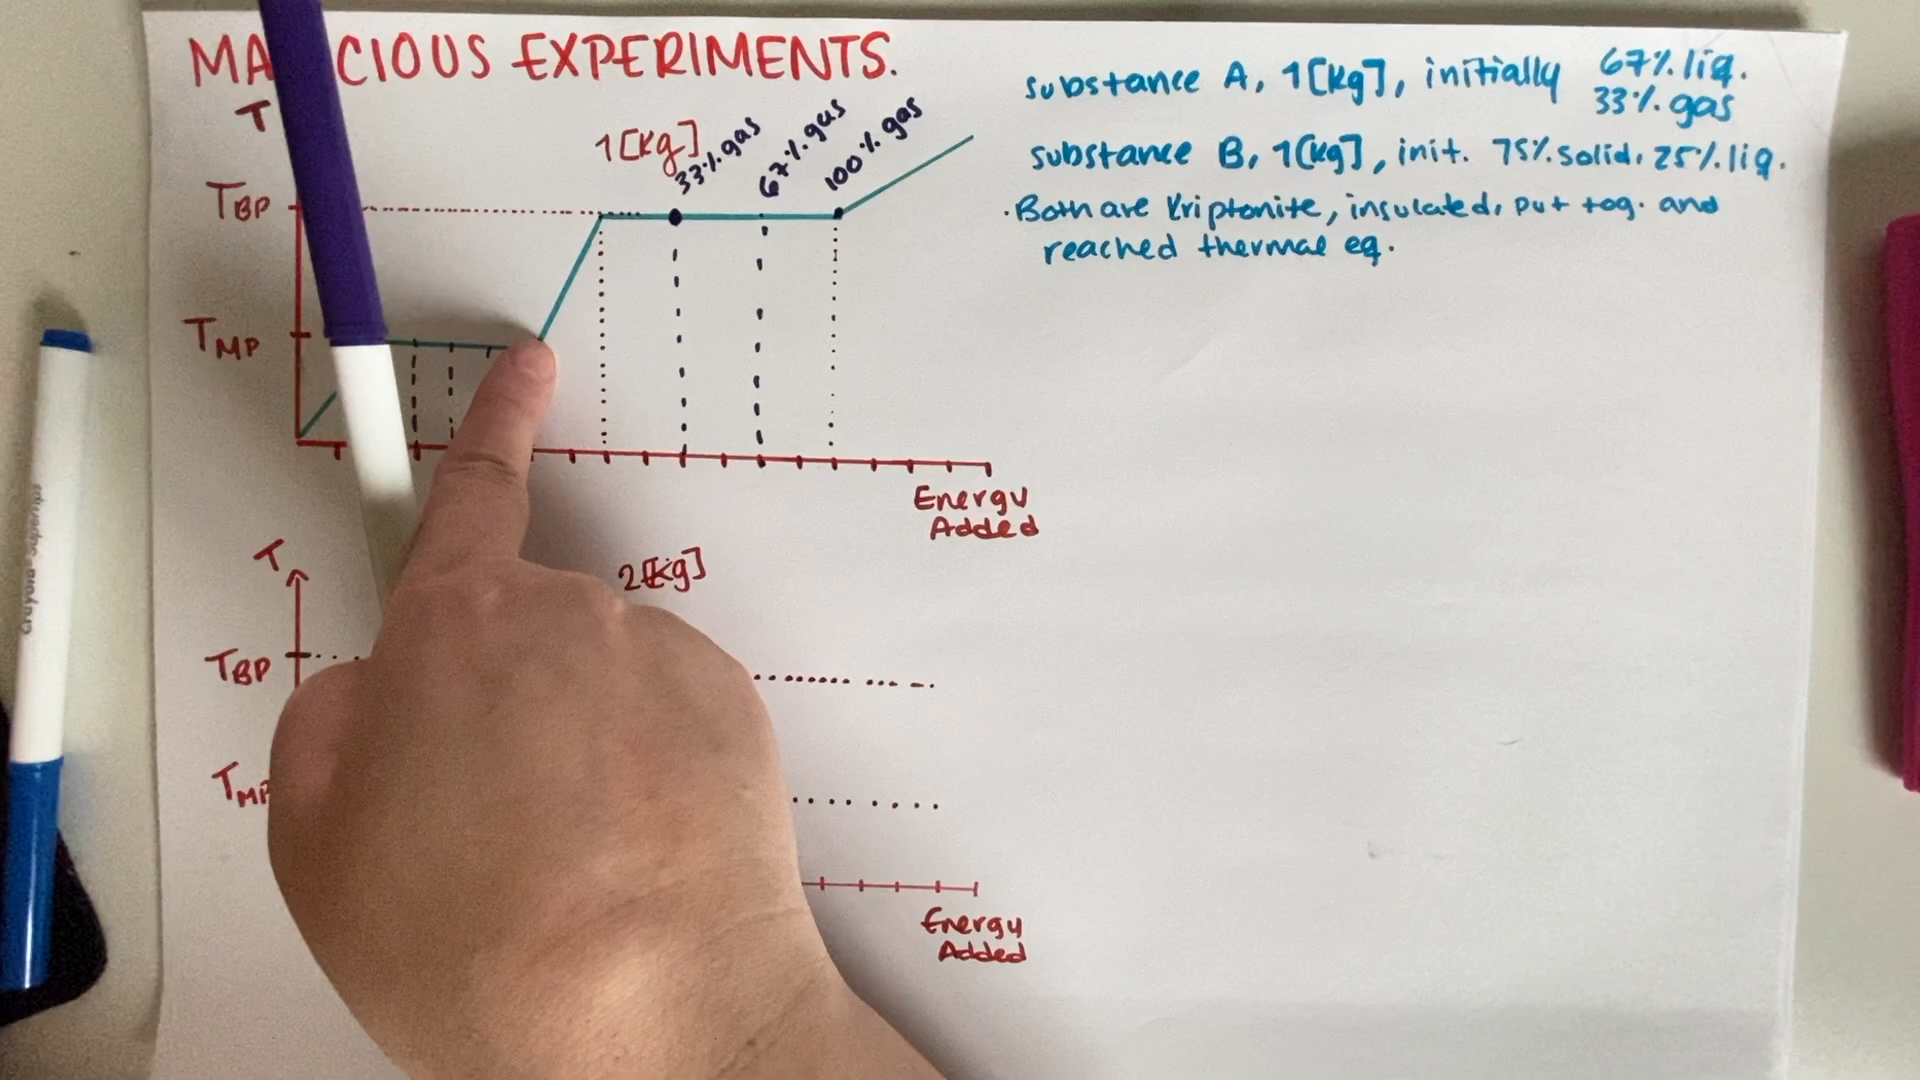 MA CIOUS EXPERIMENTS.
T
1[kg]
33% gas
67% gas
100% gas
TBP
TMP
Energy
Added
substance A, 1[kg], initially 67% liq.
33% gas
substance B, 1[kg], init. 75% solid, 25% liq.
· Both are Kriptonite, insulated, put tog. and
reached thermal eq.
T
2[kg]
TBP
TMP
Energy
Added
Crayola Supertips